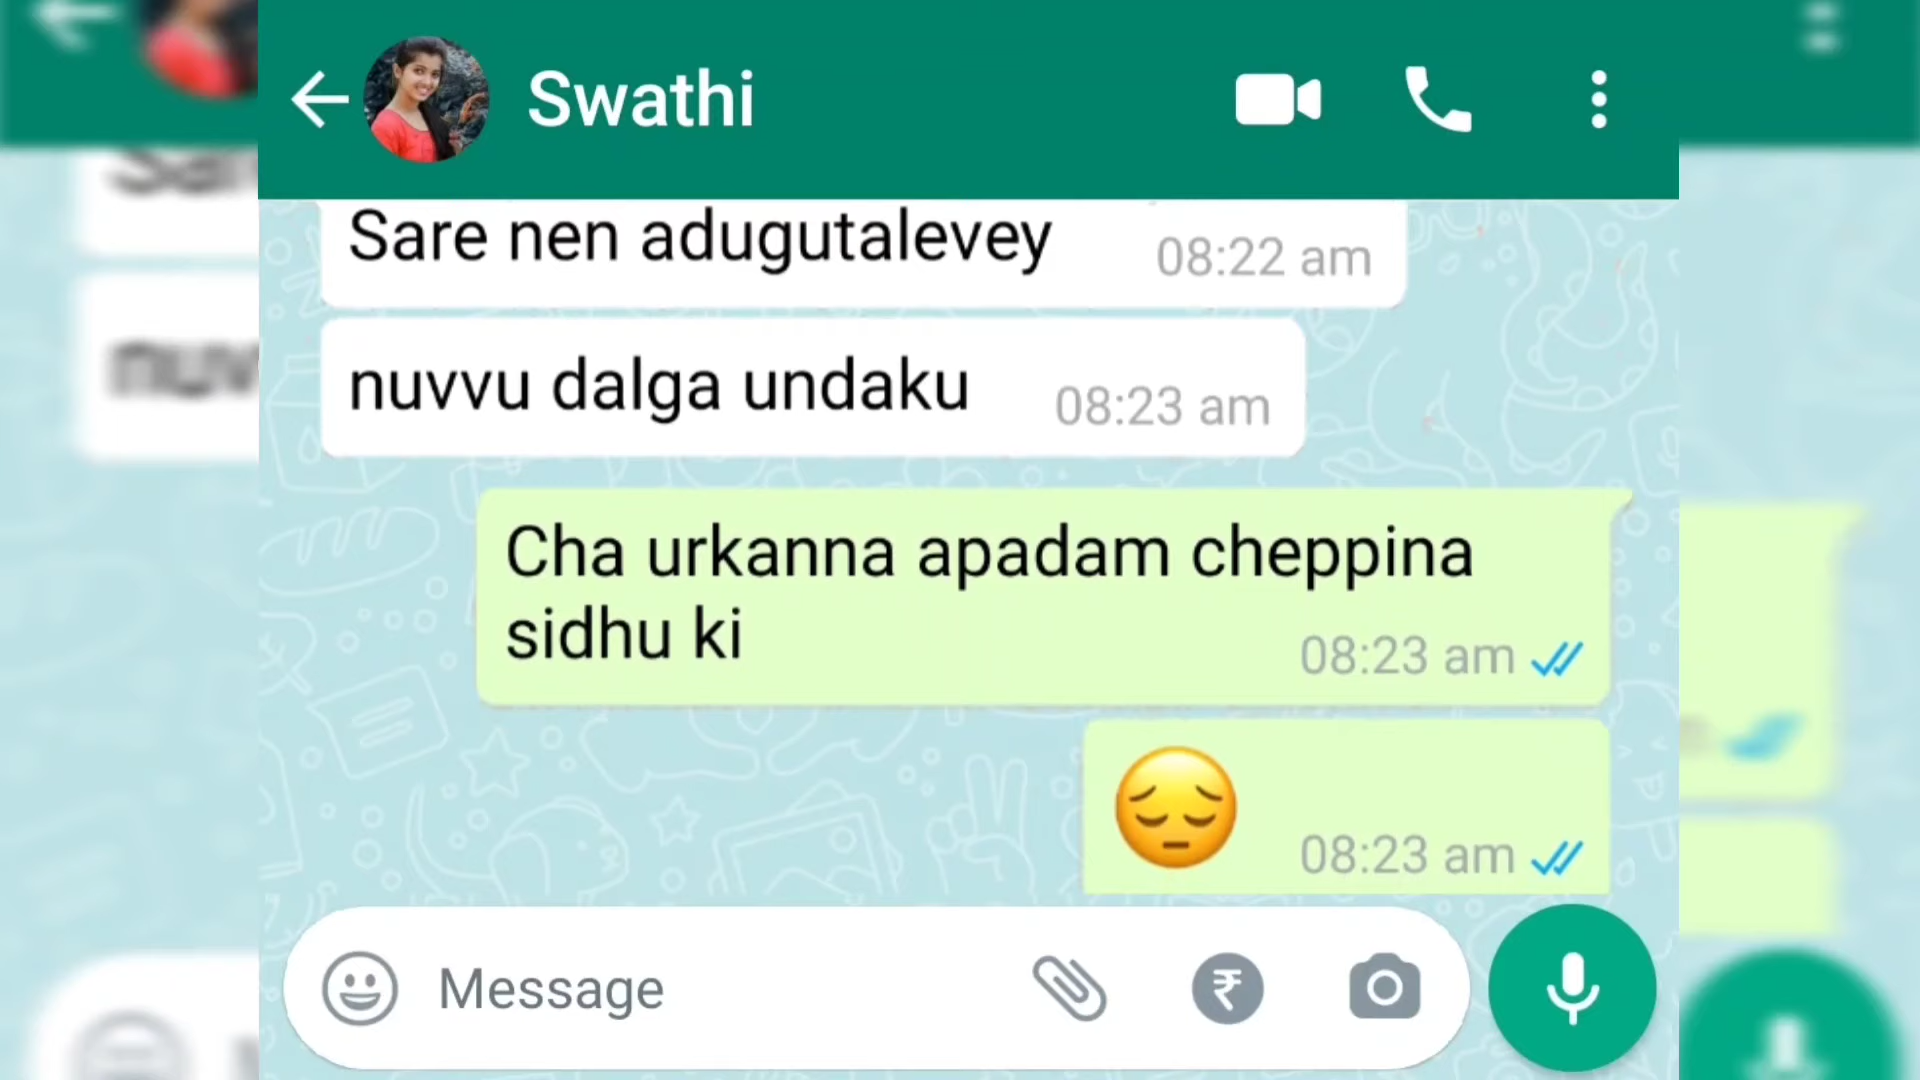 Swathi
Sare nen adugutalevey
08:22 am
nuvvu dalga undaku
08:23 am
Cha urkanna apadam cheppina
sidhu ki
08:23 am
😔
08:23 am
Message